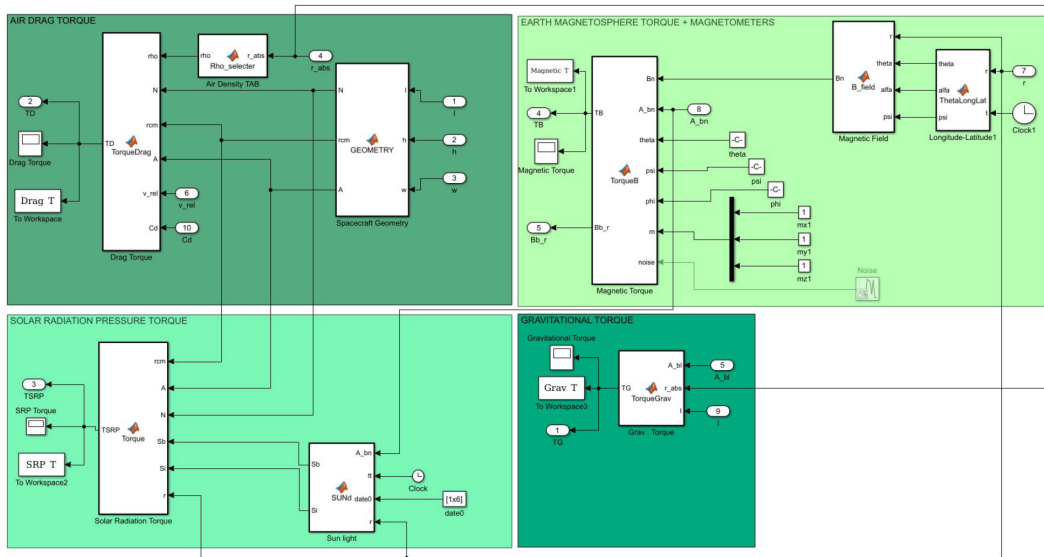 AIR DRAG TORQUE
rho
rho
Rho_selecter
r_abs
4
r_abs
Air Density TAB
N
N
l
1
l
2
TD
rcm
rcm
h
2
h
TD
TorqueDrag
GEOMETRY
Drag Torque
A
A
w
3
w
Drag T
To Workspace
v_rel
6
v_rel
Spacecraft Geometry
Cd
10
Cd
Drag Torque
EARTH MAGNETOSPHERE TORQUE + MAGNETOMETERS
r
Magnetic T
To Workspace1
Bn
Bn
B_field
theta
theta
r
7
r
alfa
alfa
ThetaLongLat
4
TB
TB
A_bn
8
A_bn
psi
psi
t
Clock1
Magnetic Field
Longitude-Latitude1
theta
-C-
theta
Magnetic Torque
TorqueB
psi
-C-
psi
phi
-C-
phi
5
Bb_r
Bb_r
m
1
mx1
1
my1
1
mz1
noise
Noise
Magnetic Torque
SOLAR RADIATION PRESSURE TORQUE
rcm
3
TSRP
A
SRP Torque
TSRP
Torque
N
SRP T
To Workspace2
Sb
Sb
A_bn
Si
tt
Clock
SUNd
date0
[1x6]
date0
r
Si
r
Solar Radiation Torque
Sun light
GRAVITATIONAL TORQUE
Gravitational Torque
A_bl
5
A_bl
Grav T
To Workspace3
TG
TorqueGrav
r_abs
I
9
I
1
TG
Grav . Torque